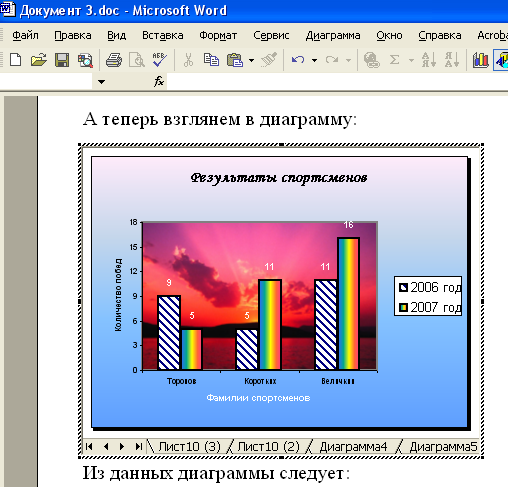 Документ 3.doc - Microsoft Word
Файл Правка Вид Вставка Формат Сервис Диаграмма Окно Справка Acroba
А теперь взглянем в диаграмму:
Результаты спортсменов
Количество побед
18
15
12
9
6
3
0
9 5 5 11 11 16
Торопов Коротких Величкин
Фамилии спортсменов
2006 год
2007 год
Лист10 (3) Лист10 (2) Диаграмма4 Диаграмма5
Из данных диаграммы следует: